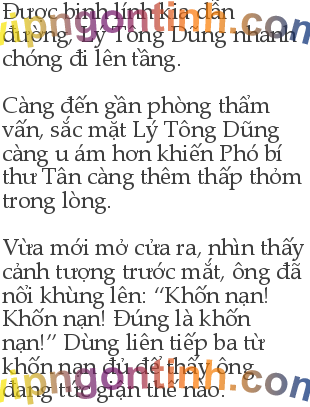 Được binh lính kia dẫn
đường, Lý Tông Dũng nhanh
chóng đi lên tầng.
Càng đến gần phòng thẩm
vấn, sắc mặt Lý Tông Dũng
càng u ám hơn khiến Phó bí
thư Tân càng thêm thấp thỏm
trong lòng.
Vừa mới mở cửa ra, nhìn thấy
cảnh tượng trước mắt, ông đã
nổi khùng lên: “Khốn nạn!
Khốn nạn! Đúng là khốn
nạn!” Dùng liên tiếp ba từ
khốn nạn đủ để thấy ông
đang tức giận thế nào.